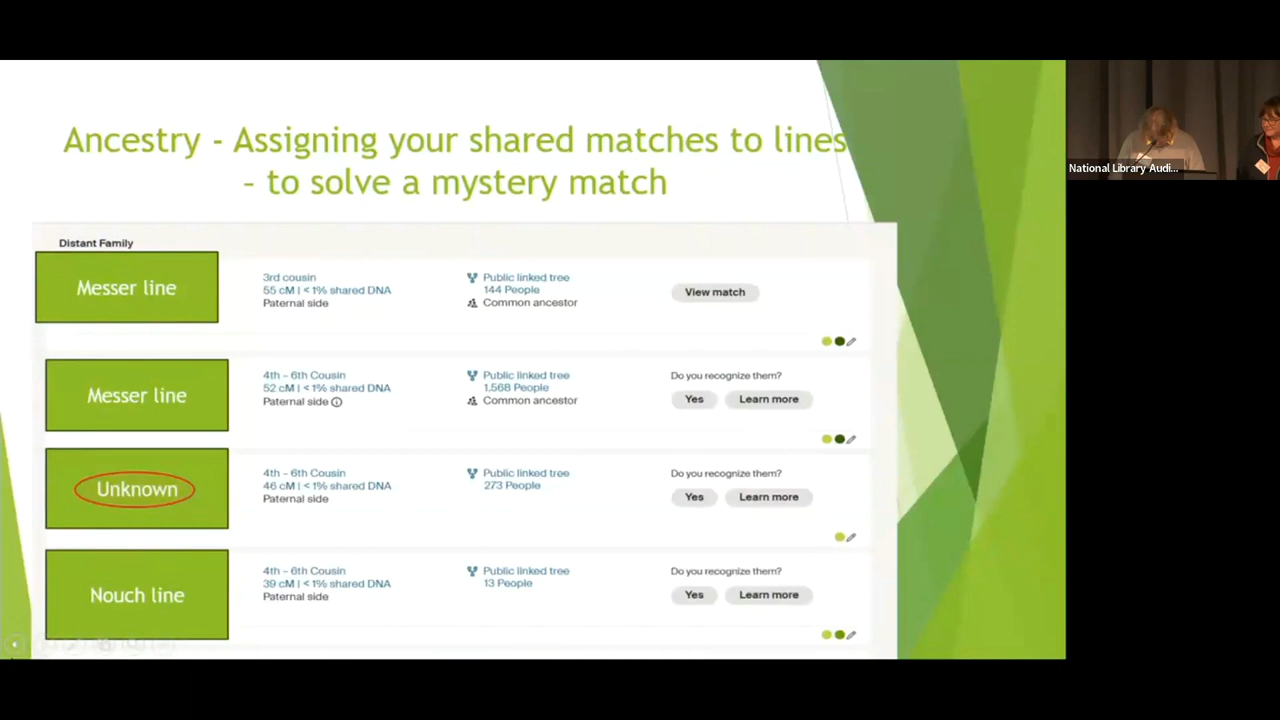 Ancestry - Assigning your shared matches to lines
– to solve a mystery match
Distant Family
Messer line
3rd cousin
55 cM | < 1% shared DNA
Paternal side
Public linked tree
144 People
Common ancestor
View match
Messer line
4th – 6th Cousin
52 cM | < 1% shared DNA
Paternal side
Public linked tree
1,568 People
Common ancestor
Do you recognize them?
Yes
Learn more
Unknown
4th – 6th Cousin
46 cM | < 1% shared DNA
Paternal side
Public linked tree
273 People
Do you recognize them?
Yes
Learn more
Nouch line
4th – 6th Cousin
39 cM | < 1% shared DNA
Paternal side
Public linked tree
13 People
Do you recognize them?
Yes
Learn more
National Library Audi...